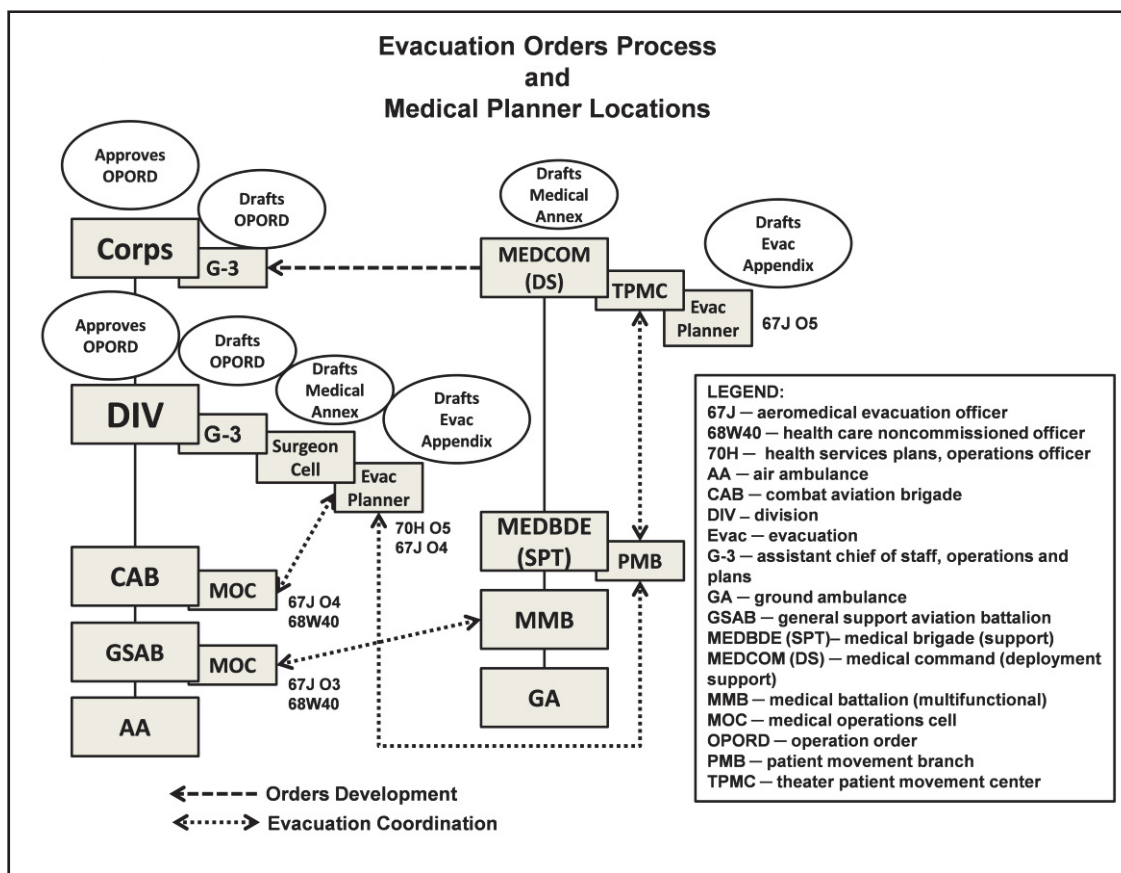 Evacuation Orders Process
and
Medical Planner Locations
Approves
OPORD
Drafts
OPORD
Corps
G-3
Drafts
Medical
Annex
MEDCOM
(DS)
TPMC
Drafts
Evac
Appendix
Evac
Planner
67J O5
Approves
OPORD
Drafts
OPORD
Drafts
Medical
Annex
Drafts
Evac
Appendix
DIV
G-3
Surgeon
Cell
Evac
Planner
70H O5
67J O4
CAB
MOC
67J O4
68W40
GSAB
MOC
67J O3
68W40
AA
MEDBDE
(SPT)
PMB
MMB
GA
LEGEND:
67J — aeromedical evacuation officer
68W40 — health care noncommissioned officer
70H — health services plans, operations officer
AA — air ambulance
CAB — combat aviation brigade
DIV – division
Evac — evacuation
G-3 — assistant chief of staff, operations and
plans
GA — ground ambulance
GSAB — general support aviation battalion
MEDBDE (SPT)— medical brigade (support)
MEDCOM (DS) — medical command (deployment
support)
MMB — medical battalion (multifunctional)
MOC — medical operations cell
OPORD — operation order
PMB — patient movement branch
TPMC — theater patient movement center
Orders Development
Evacuation Coordination